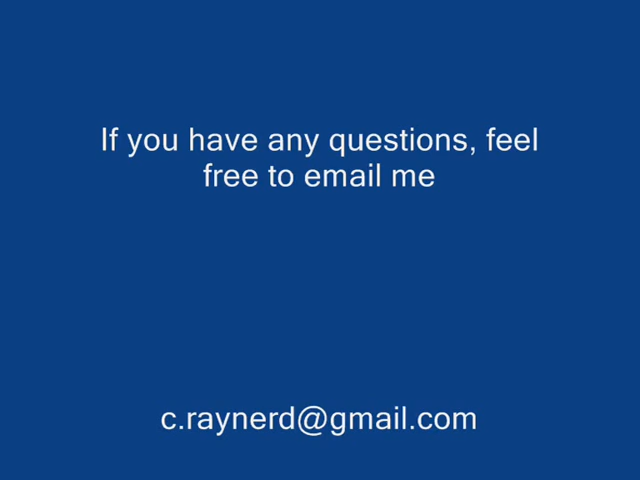 If you have any questions, feel
free to email me
c.raynerd@gmail.com